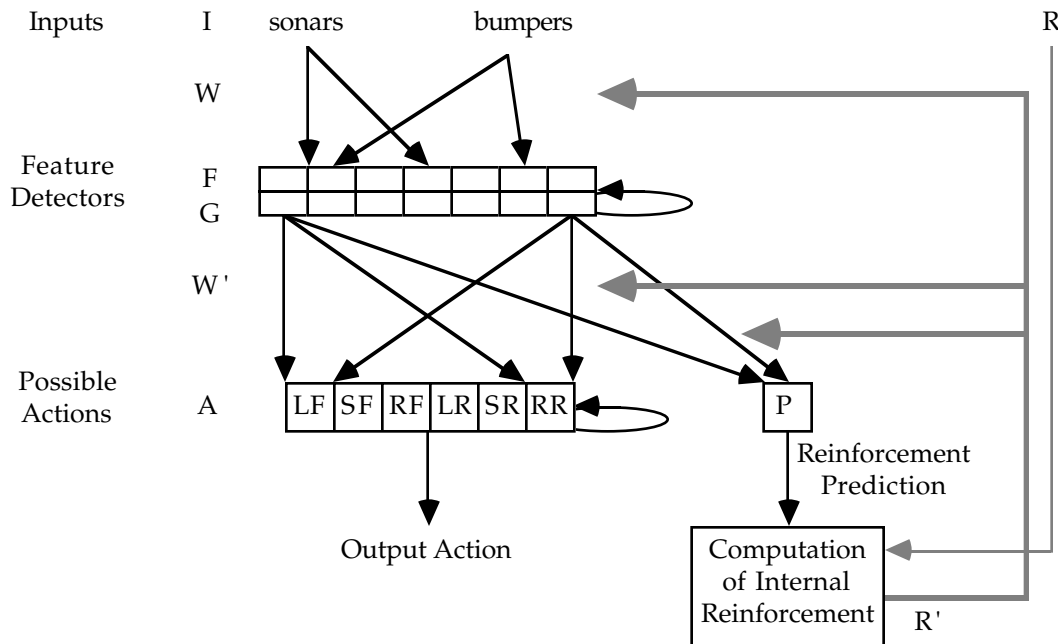 Inputs I sonars bumpers R
W
Feature
Detectors
F
G
W'
Possible
Actions
A LF SF RF LR SR RR P
Reinforcement
Prediction
Output Action
Computation
of Internal
Reinforcement
R'